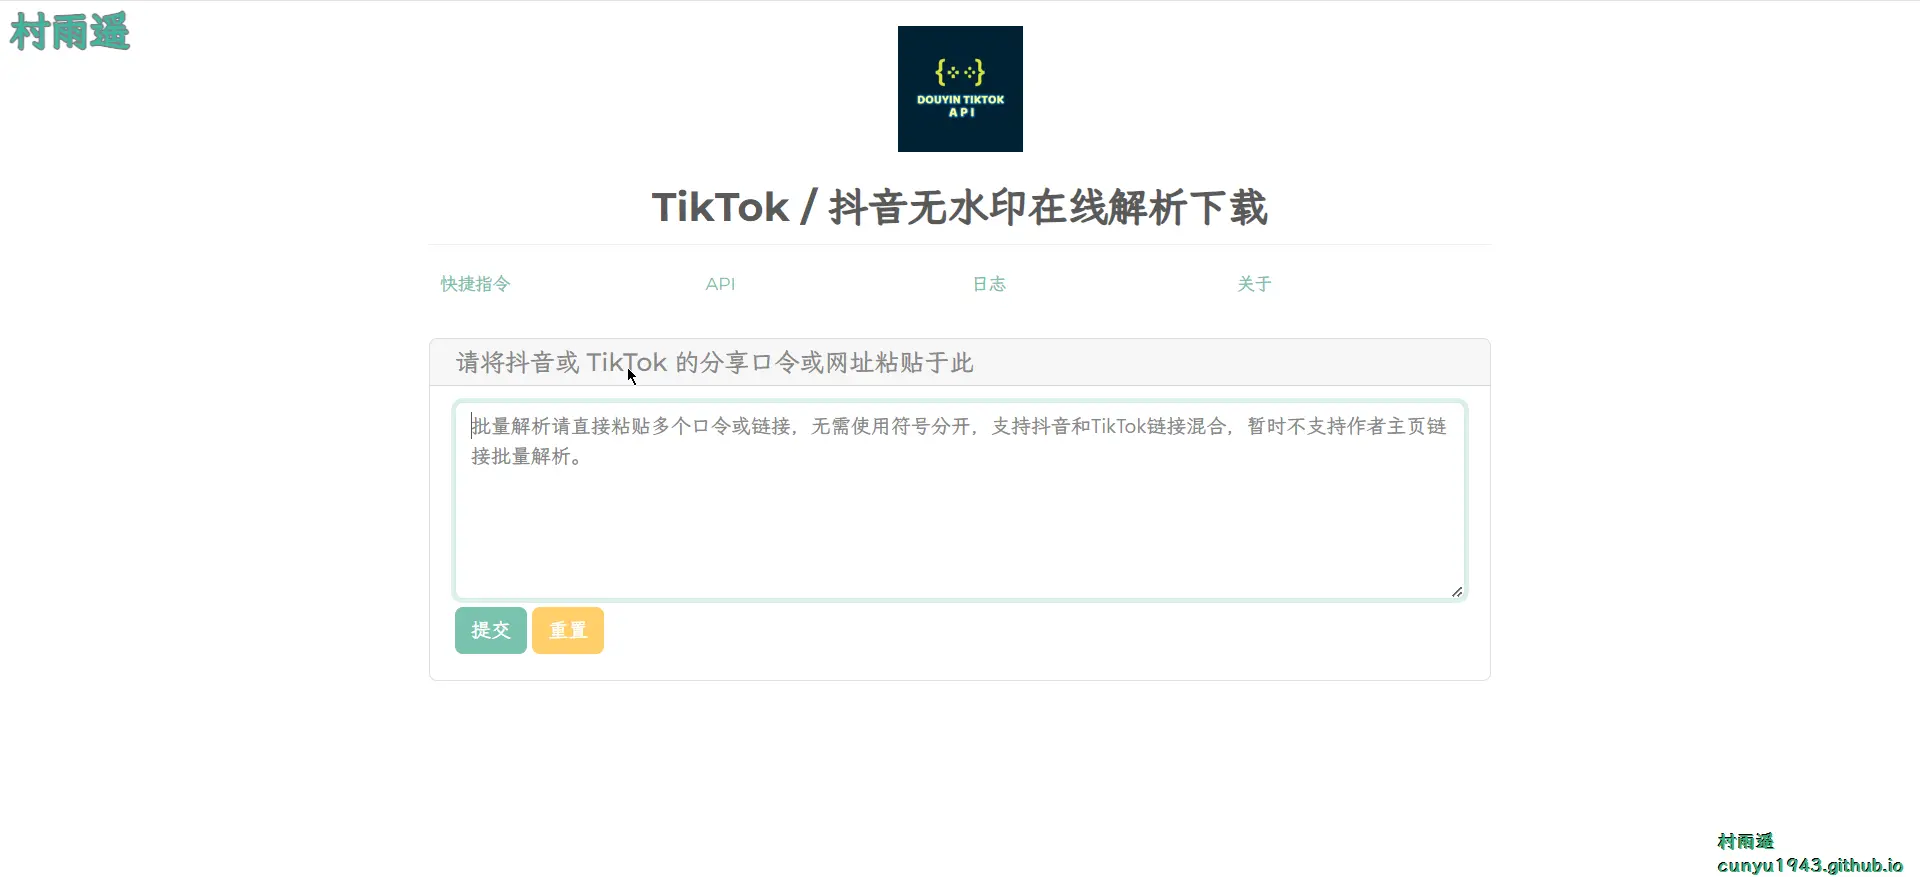 村雨遥
{⁘⁘}
DOUYIN TIKTOK
API
TikTok / 抖音无水印在线解析下载
快捷指令
API
日志
关于
请将抖音或 TikTok 的分享口令或网址粘贴于此
批量解析请直接粘贴多个口令或链接，无需使用符号分开，支持抖音和TikTok链接混合，暂时不支持作者主页链
接批量解析。
提交
重置
村雨遥
cunyu1943.github.io